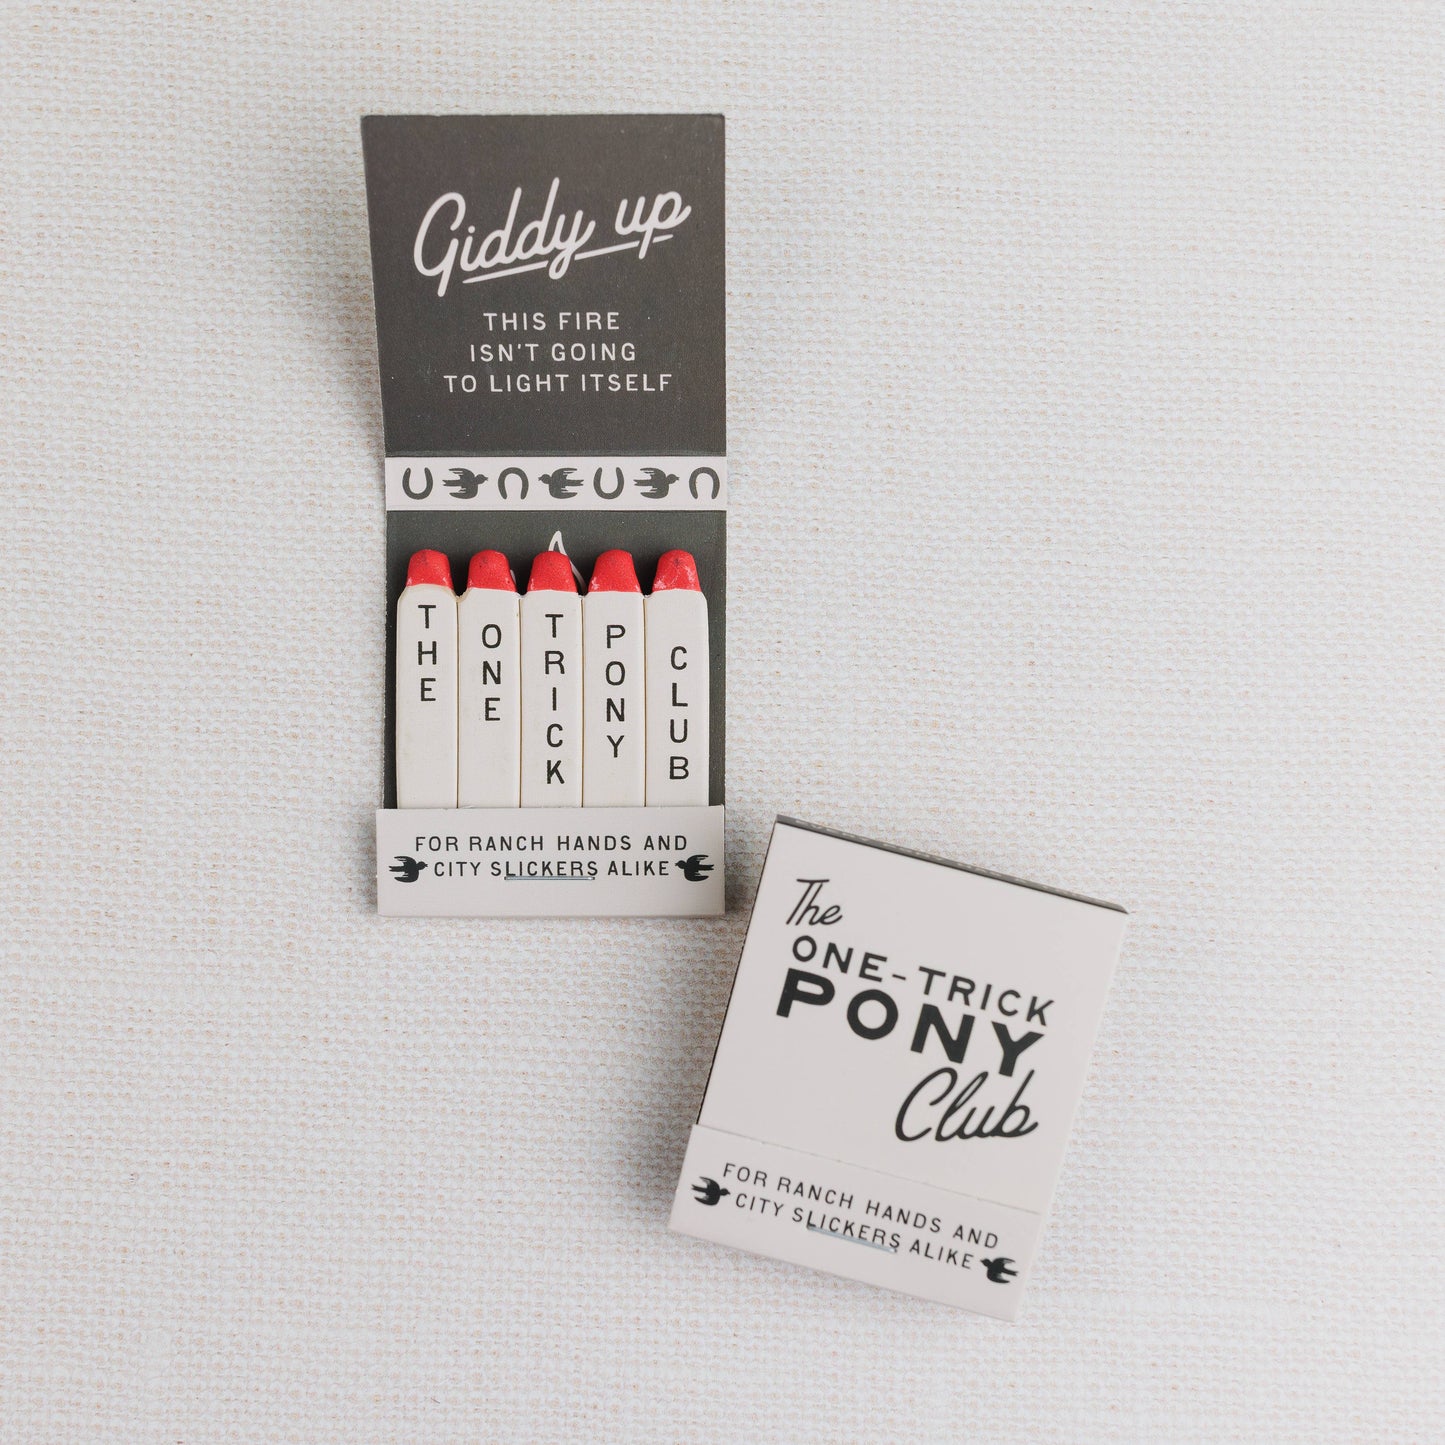 Giddy up
THIS FIRE
ISN'T GOING
TO LIGHT ITSELF
THE
ONE
TRICK
PONY
CLUB
FOR RANCH HANDS AND
CITY SLICKERS ALIKE
The
ONE-TRICK
PONY
Club
FOR RANCH HANDS AND
CITY SLICKERS ALIKE